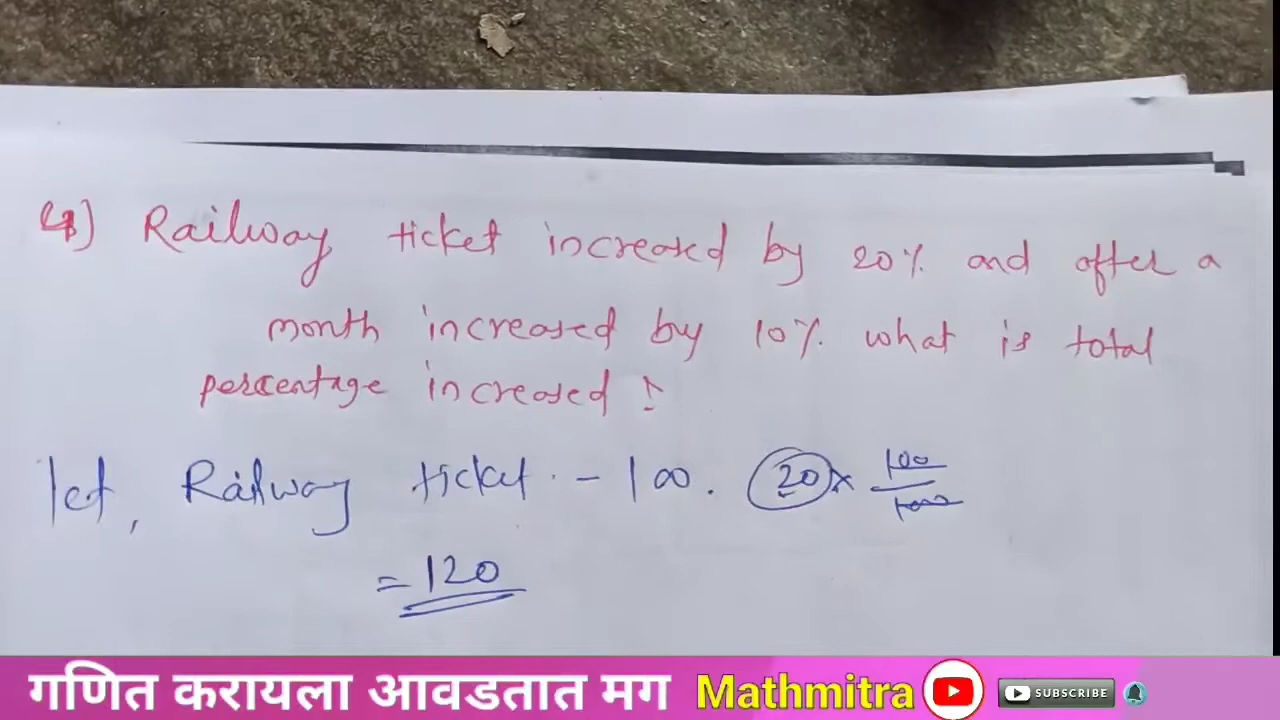 4) Railway ticket increased by 20% and after a
month increased by 10% what is total
percentage increased ?
let, Railway ticket - 100. 20 × 100/100
= 120
गणित करायला आवडतात मग Mathmitra SUBSCRIBE